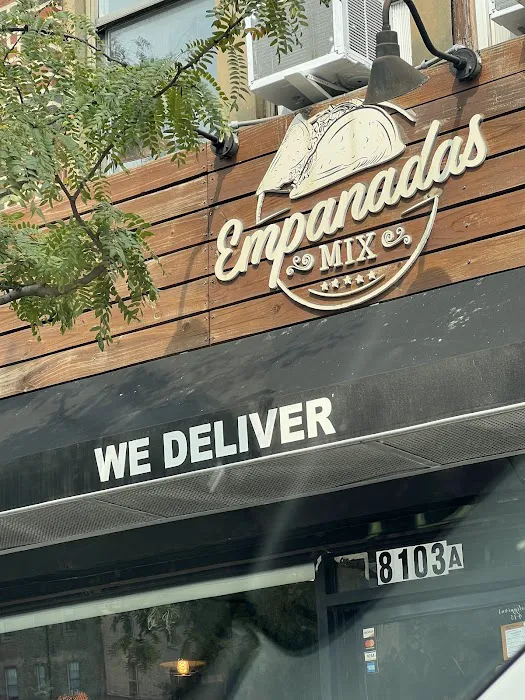 Empanadas
MIX
WE DELIVER
8103A